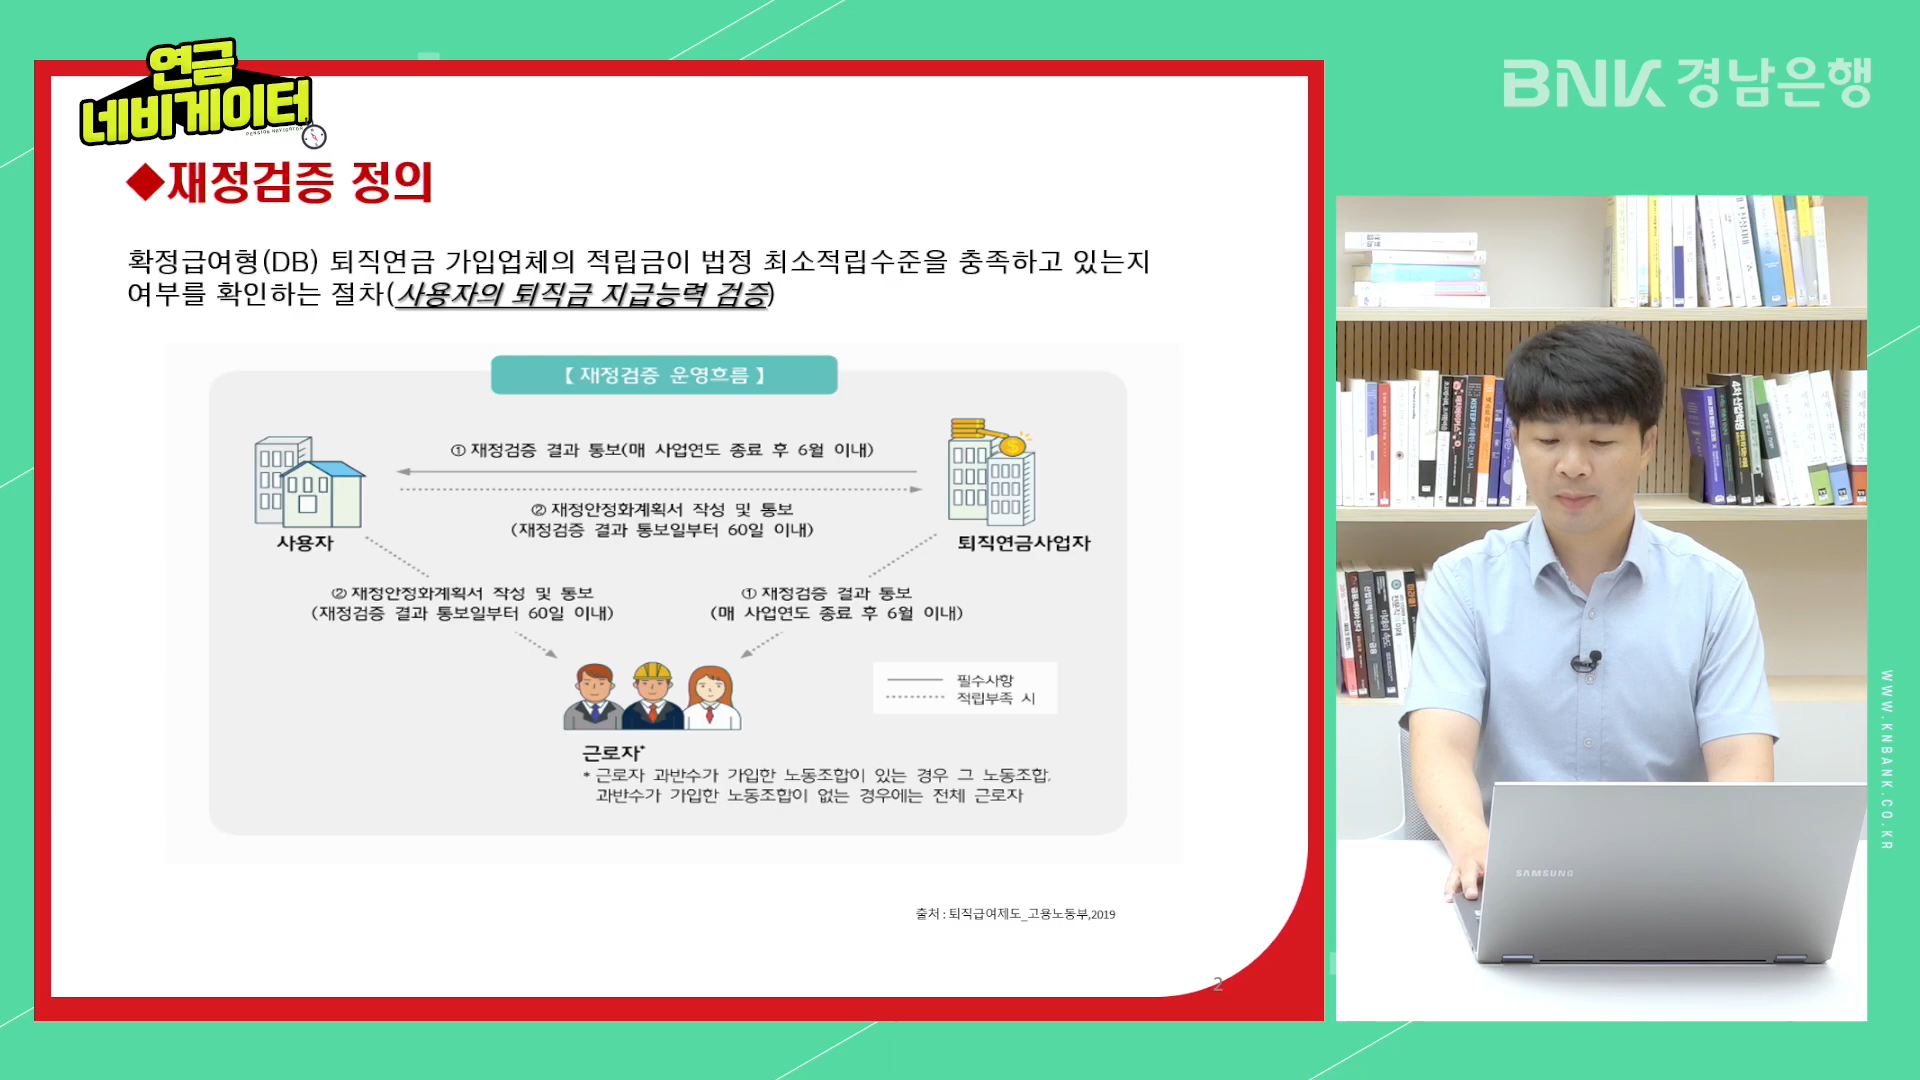 연금
네비게이터
PENSION NAVIGATOR
BNK 경남은행
◆재정검증 정의
확정급여형(DB) 퇴직연금 가입업체의 적립금이 법정 최소적립수준을 충족하고 있는지
여부를 확인하는 절차(사용자의 퇴직금 지급능력 검증)
【 재정검증 운영흐름 】
① 재정검증 결과 통보(매 사업연도 종료 후 6월 이내)
② 재정안정화계획서 작성 및 통보
(재정검증 결과 통보일부터 60일 이내)
사용자
퇴직연금사업자
② 재정안정화계획서 작성 및 통보
(재정검증 결과 통보일부터 60일 이내)
① 재정검증 결과 통보
(매 사업연도 종료 후 6월 이내)
필수사항
적립부족 시
근로자*
* 근로자 과반수가 가입한 노동조합이 있는 경우 그 노동조합,
과반수가 가입한 노동조합이 없는 경우에는 전체 근로자
출처 : 퇴직급여제도_고용노동부,2019
2
SAMSUNG
WWW.KNBANK.CO.KR